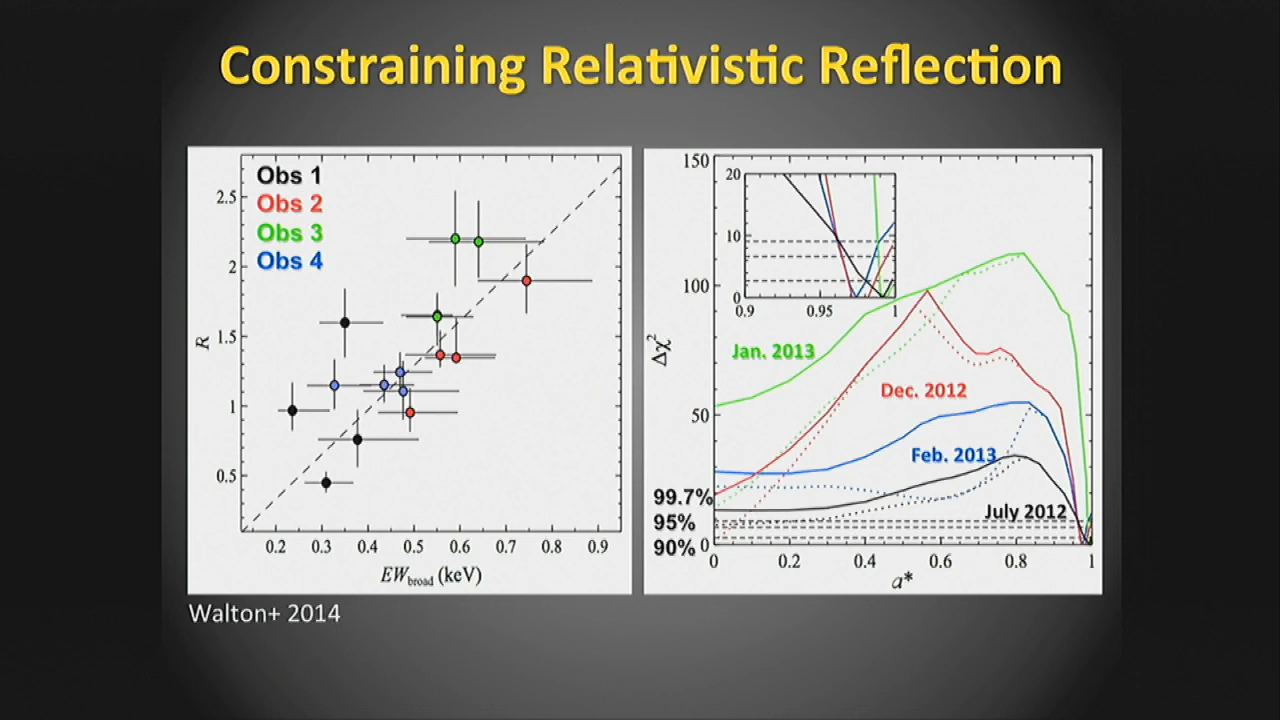 Constraining Relativistic Reflection
Obs 1
Obs 2
Obs 3
Obs 4
R
2.5
2
1.5
1
0.5
0.2 0.3 0.4 0.5 0.6 0.7 0.8 0.9
EWbroad (keV)
Δχ²
150
100
50
0
20
10
0
0.9 0.95 1
Jan. 2013
Dec. 2012
Feb. 2013
July 2012
99.7%
95%
90%
0 0.2 0.4 0.6 0.8 1
a*
Walton+ 2014